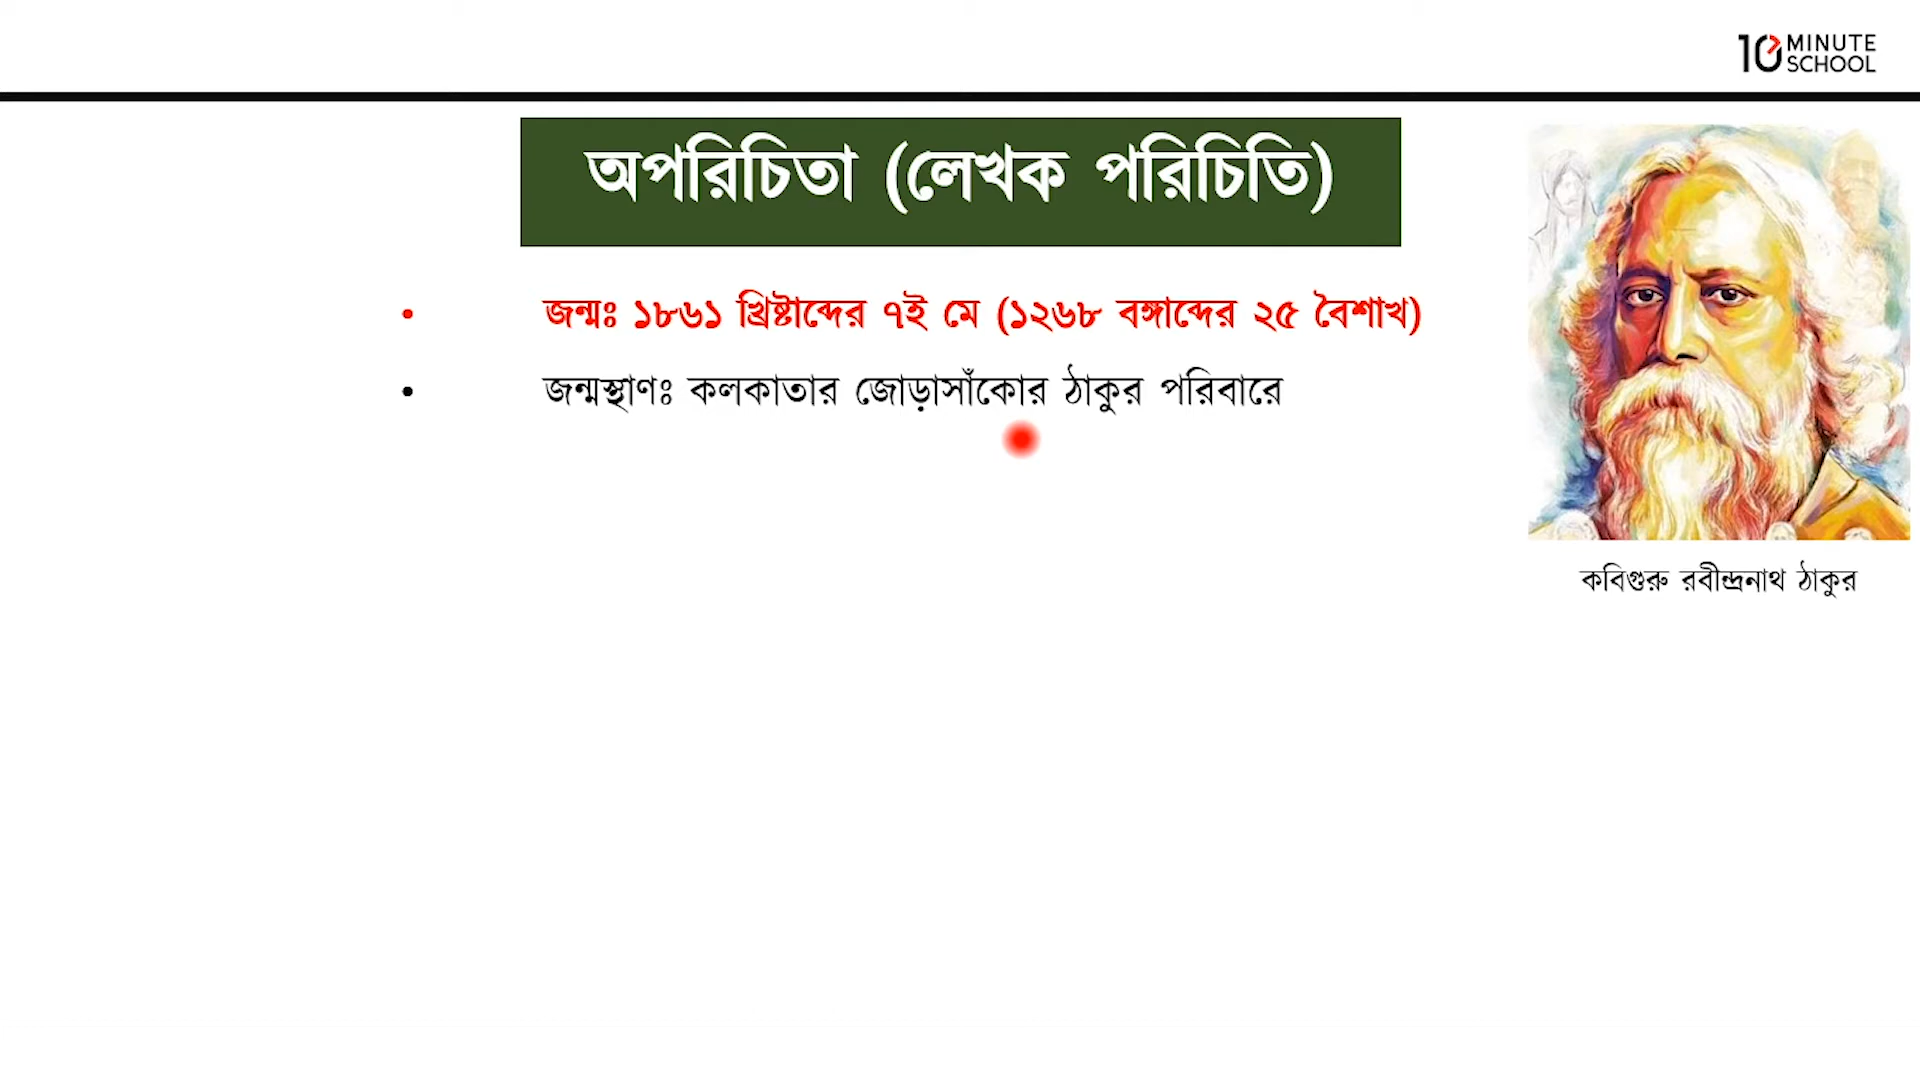 10 MINUTE
SCHOOL
অপরিচিতা (লেখক পরিচিতি)
• জন্মঃ ১৮৬১ খ্রিষ্টাব্দের ৭ই মে (১২৬৮ বঙ্গাব্দের ২৫ বৈশাখ)
• জন্মস্থাণঃ কলকাতার জোড়াসাঁকোর ঠাকুর পরিবারে
কবিগুরু রবীন্দ্রনাথ ঠাকুর